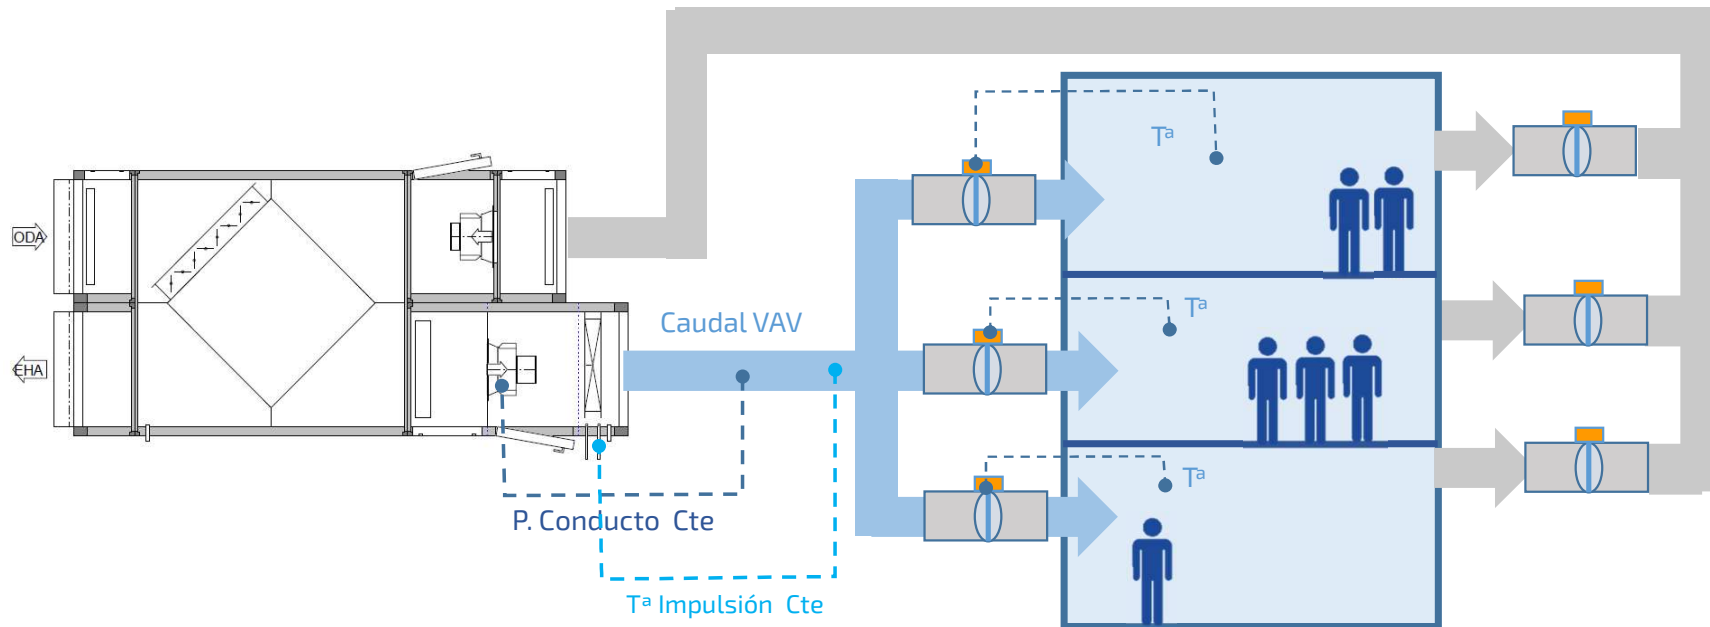 Tª
ODA
Tª
Caudal VAV
EHA
Tª
P. Conducto Cte
Tª Impulsión Cte